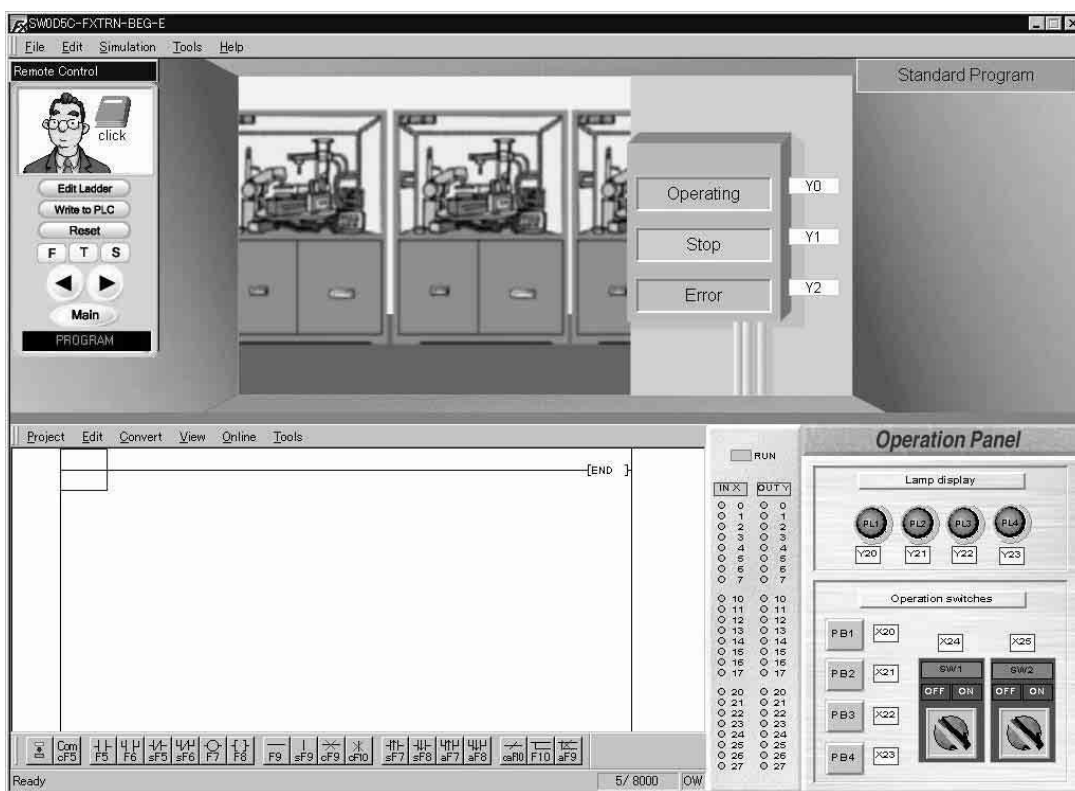 SW0D5C-FXTRN-BEG-E
File Edit Simulation Tools Help
Remote Control
click
Edit Ladder
Write to PLC
Reset
F T S
Main
PROGRAM
Standard Program
Operating
Y0
Stop
Y1
Error
Y2
Project Edit Convert View Online Tools
[END ]
RUN
IN X OUT Y
0 0
1 1
2 2
3 3
4 4
5 5
6 6
7 7
10 10
11 11
12 12
13 13
14 14
15 15
16 16
17 17
20 20
21 21
22 22
23 23
24 24
25 25
26 26
27 27
Operation Panel
Lamp display
PL1 PL2 PL3 PL4
Y20 Y21 Y22 Y23
Operation switches
PB1 X20
PB2 X21
PB3 X22
PB4 X23
X24 X25
SW1 SW2
OFF ON OFF ON
Com
cF5 F5 F6 sF5 sF6 F7 F8 F9 sF9 cF9 cF10 sF7 sF8 aF7 aF8 caF10 F10 aF9
Ready
5/ 8000 OW